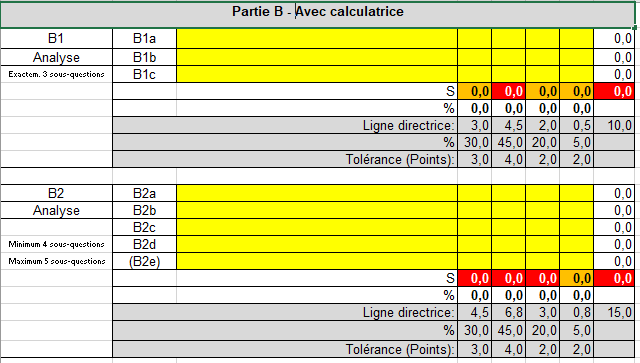 Partie B - Avec calculatrice
B1 B1a 0,0
Analyse B1b 0,0
Exactem. 3 sous-questions B1c 0,0
S 0,0 0,0 0,0 0,0 0,0
% 0,0 0,0 0,0 0,0
Ligne directrice: 3,0 4,5 2,0 0,5 10,0
% 30,0 45,0 20,0 5,0
Tolérance (Points): 3,0 4,0 2,0 2,0
B2 B2a 0,0
Analyse B2b 0,0
B2c 0,0
Minimum 4 sous-questions B2d 0,0
Maximum 5 sous-questions (B2e) 0,0
S 0,0 0,0 0,0 0,0 0,0
% 0,0 0,0 0,0 0,0
Ligne directrice: 4,5 6,8 3,0 0,8 15,0
% 30,0 45,0 20,0 5,0
Tolérance (Points): 3,0 4,0 2,0 2,0